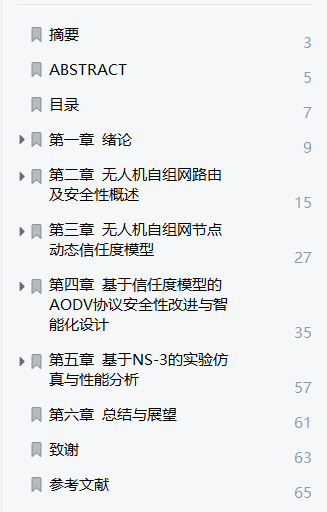 摘要
3
ABSTRACT
5
目录
7
第一章 绪论
9
第二章 无人机自组网路由
及安全性概述
15
第三章 无人机自组网节点
动态信任度模型
27
第四章 基于信任度模型的
AODV协议安全性改进与智
能化设计
35
第五章 基于NS-3的实验仿
真与性能分析
57
第六章 总结与展望
61
致谢
63
参考文献
65